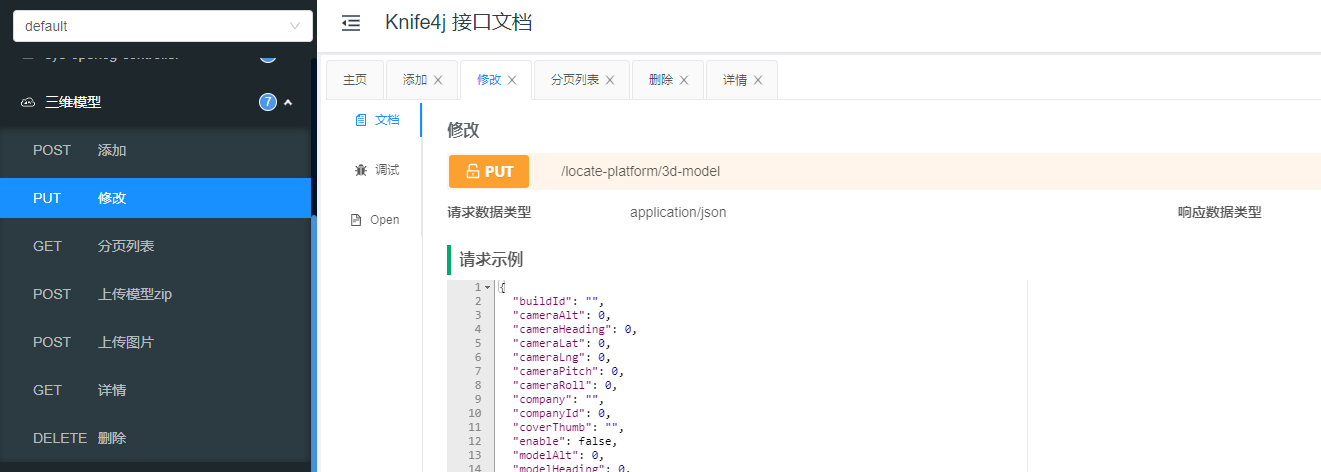 default
Knife4j 接口文档
主页
添加
修改
分页列表
删除
详情
三维模型
7
POST 添加
PUT 修改
GET 分页列表
POST 上传模型zip
POST 上传图片
GET 详情
DELETE 删除
文档
调试
Open
修改
PUT /locate-platform/3d-model
请求数据类型 application/json 响应数据类型
请求示例
1 {
2 "buildId": "",
3 "cameraAlt": 0,
4 "cameraHeading": 0,
5 "cameraLat": 0,
6 "cameraLng": 0,
7 "cameraPitch": 0,
8 "cameraRoll": 0,
9 "company": "",
10 "companyId": 0,
11 "coverThumb": "",
12 "enable": false,
13 "modelAlt": 0,
14 "modelHeading": 0,